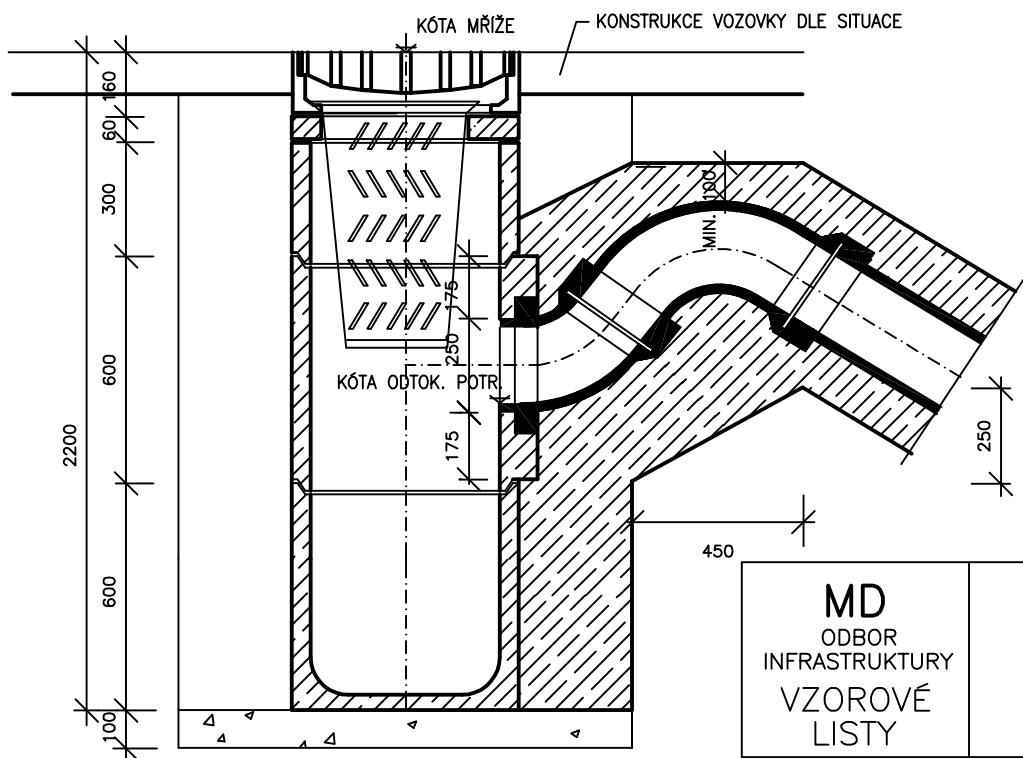 KÓTA MŘÍŽE
KONSTRUKCE VOZOVKY DLE SITUACE
160
60
300
600
600
100
2200
MIN. 100
175
250
175
KÓTA ODTOK. POTR.
250
450
MD
ODBOR
INFRASTRUKTURY
VZOROVÉ
LISTY